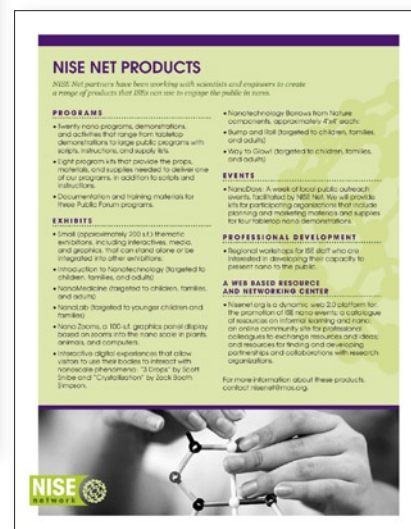 NISE NET PRODUCTS
NISE Net partners have been working with scientists and engineers to create
a range of products that ISEs can use to engage the public in nano.
PROGRAMS
• Twenty nano programs, demonstrations,
and activities that range from tabletop
demonstrations to large public programs with
scripts, instructions, and supply lists.
• Eight program kits that provide the props,
materials, and supplies needed to deliver one
of our programs, in addition to scripts and
instructions.
• Documentation and training materials for
three Public Forum programs.
EXHIBITS
• Small (approximately 200 s.f.) thematic
exhibitions, including interactives, media,
and graphics, that can stand alone or be
integrated into other exhibitions:
• Introduction to Nanotechnology (targeted to
children, families, and adults)
• NanoMedicine (targeted to children, families,
and adults)
• NanoLab (targeted to younger children and
families)
• Nano Zooms, a 100-s.f. graphics panel display
based on zooms into the nano scale in plants,
animals, and computers.
• Interactive digital experiences that allow
visitors to use their bodies to interact with
nanoscale phenomena: "3 Drops" by Scott
Snibe and "Crystallization" by Zack Booth
Simpson.
• Nanotechnology Borrows from Nature
components, approximately 4'x4' each:
• Bump and Roll (targeted to children, families,
and adults)
• Way to Glow! (targeted to children, families,
and adults)
EVENTS
• NanoDays: A week of local public outreach
events, facilitated by NISE Net. We will provide
kits for participating organizations that include
planning and marketing materials and supplies
for four tabletop nano demonstrations
PROFESSIONAL DEVELOPMENT
• Regional workshops for ISE staff who are
interested in developing their capacity to
present nano to the public.
A WEB BASED RESOURCE
AND NETWORKING CENTER
• Nisenet.org is a dynamic web 2.0 platform for:
the promotion of ISE nano events; a catalogue
of resources on informal learning and nano;
an online community site for professional
colleagues to exchange resources and ideas;
and resources for finding and developing
partnerships and collaborations with research
organizations.
For more information about these products,
contact nisenet@mos.org.
NISE
network